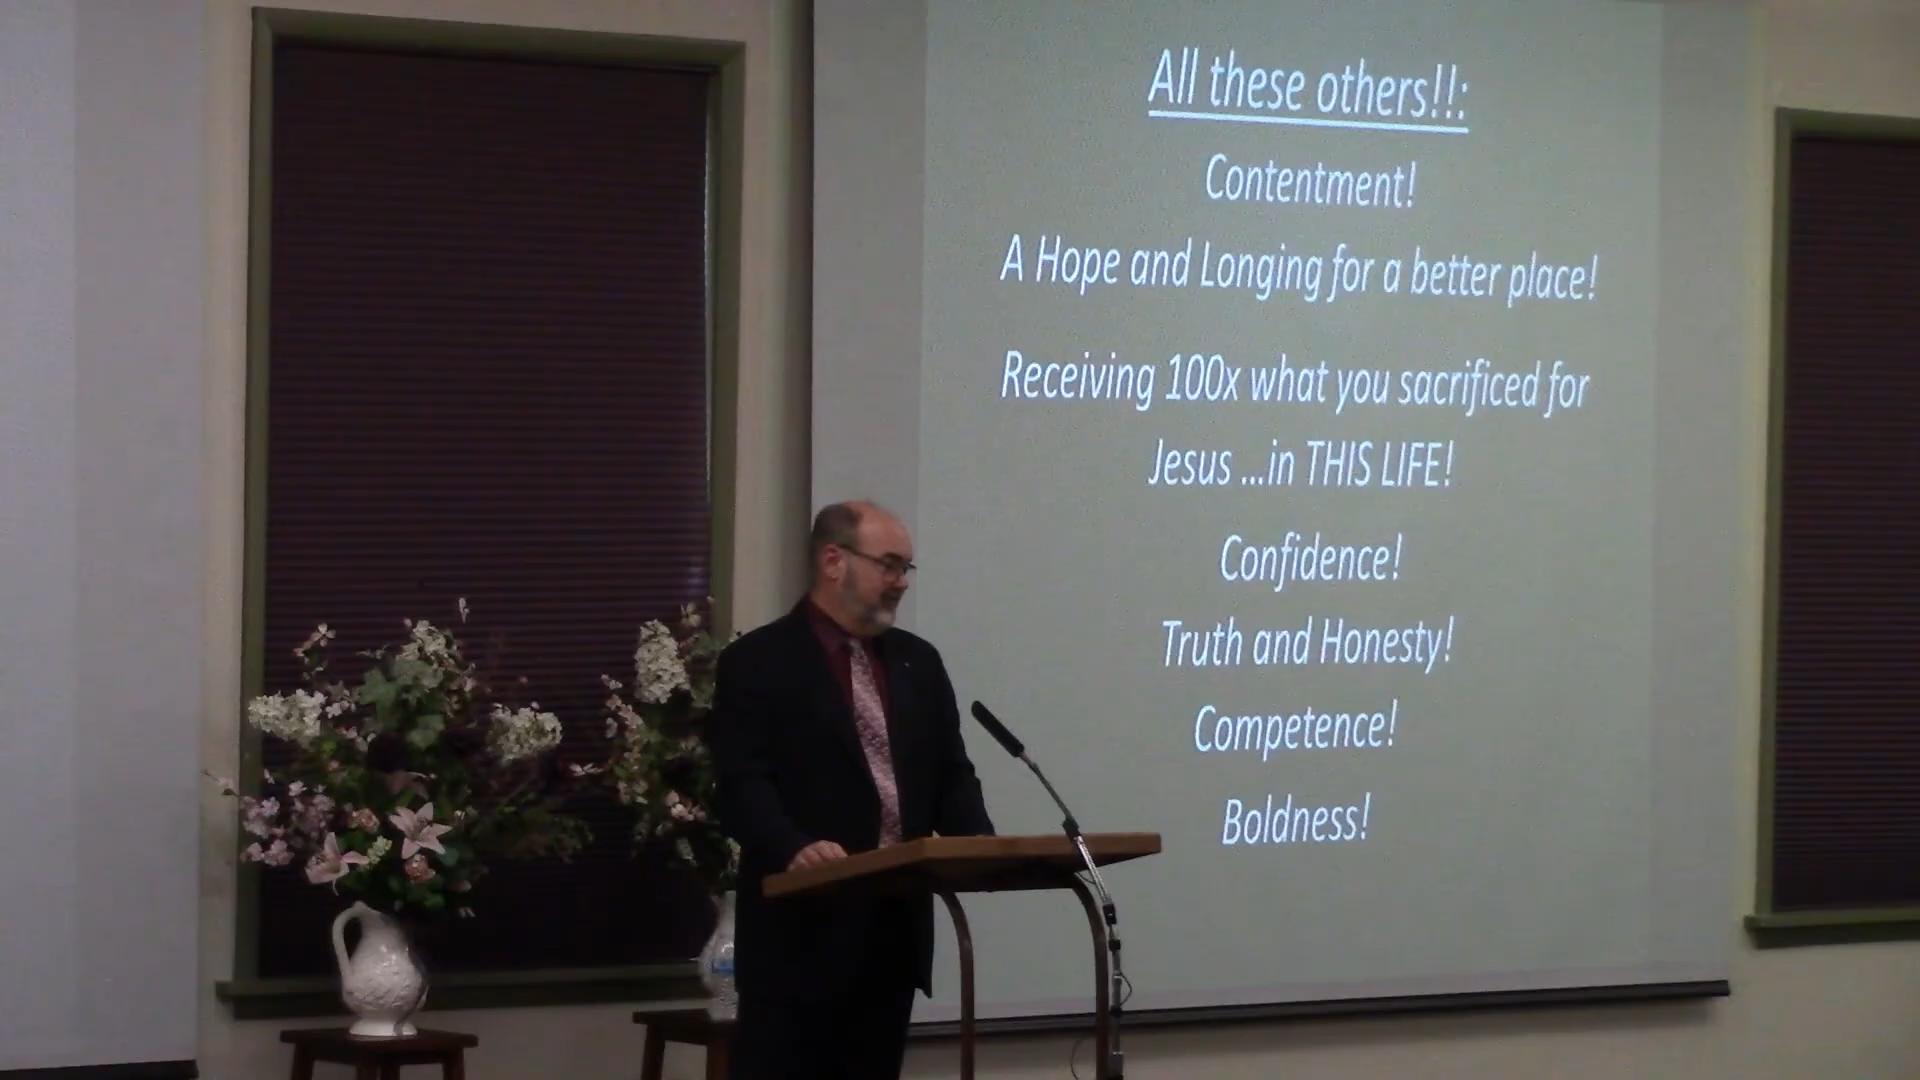 All these others!!:
Contentment!
A Hope and Longing for a better place!
Receiving 100x what you sacrificed for
Jesus ...in THIS LIFE!
Confidence!
Truth and Honesty!
Competence!
Boldness!